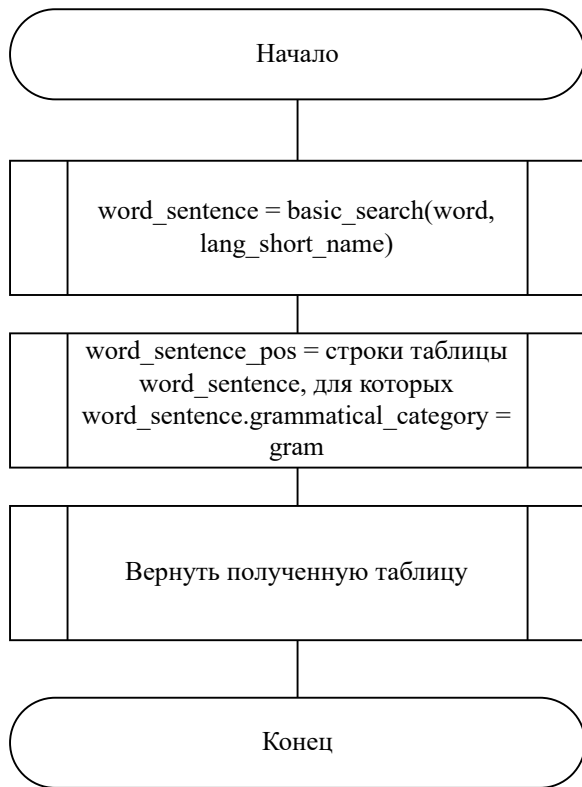 Начало
word_sentence = basic_search(word,
lang_short_name)
word_sentence_pos = строки таблицы
word_sentence, для которых
word_sentence.grammatical_category =
gram
Вернуть полученную таблицу
Конец